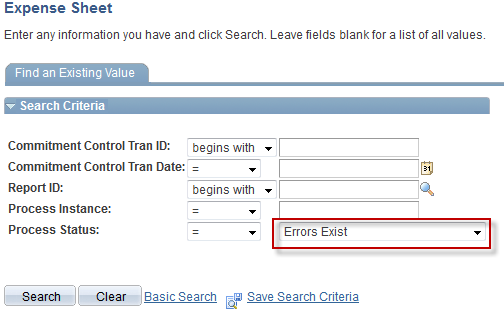 Expense Sheet
Enter any information you have and click Search. Leave fields blank for a list of all values.
Find an Existing Value
Search Criteria
Commitment Control Tran ID: begins with
Commitment Control Tran Date: =
31
Report ID: begins with
Process Instance: =
Process Status: = Errors Exist
Search Clear Basic Search Save Search Criteria